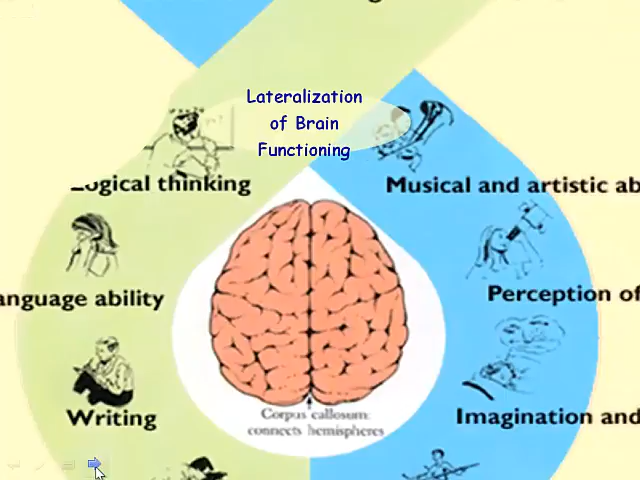 Lateralization
of Brain
Functioning
Logical thinking
Musical and artistic ab
anguage ability
Perception of
Writing
Imagination and
Corpus callosum:
connects hemispheres